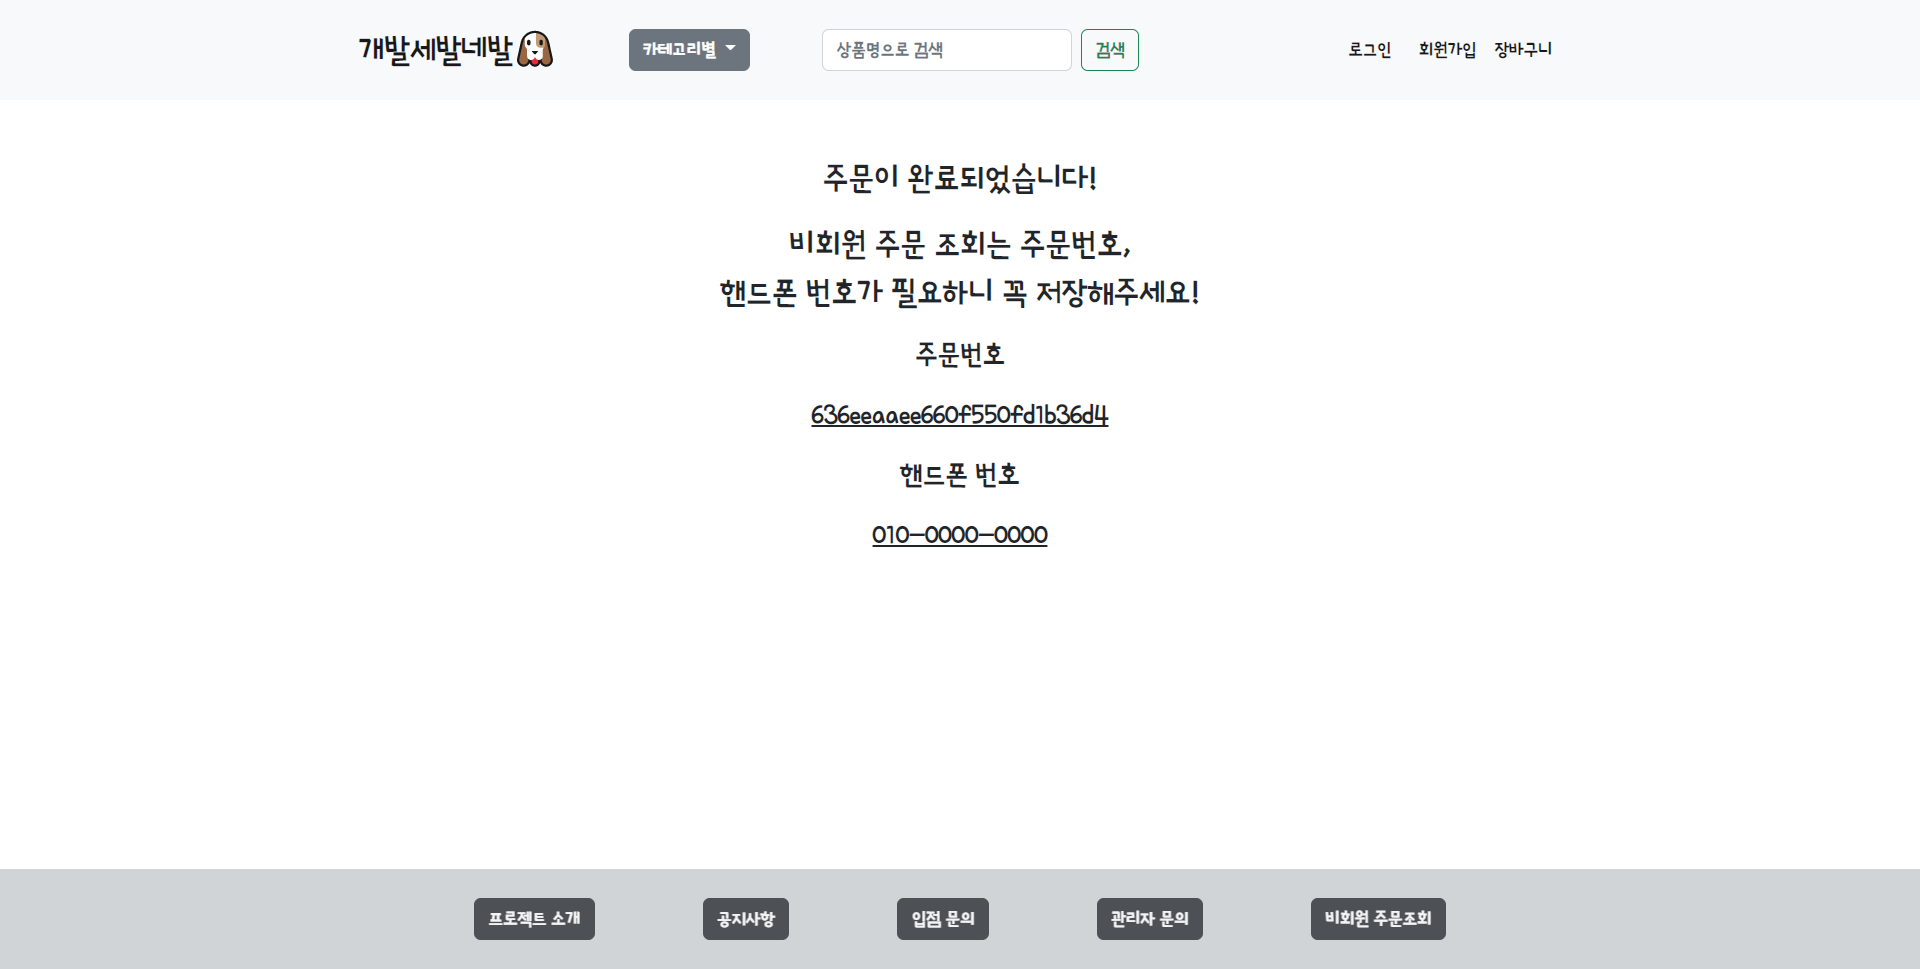 개발세발네발
카테고리별
상품명으로 검색
검색
로그인
회원가입
장바구니
주문이 완료되었습니다!
비회원 주문 조회는 주문번호,
핸드폰 번호가 필요하니 꼭 저장해주세요!
주문번호
636eeaaee660f550fd1b36d4
핸드폰 번호
010-0000-0000
프로젝트 소개
공지사항
입점 문의
관리자 문의
비회원 주문조회